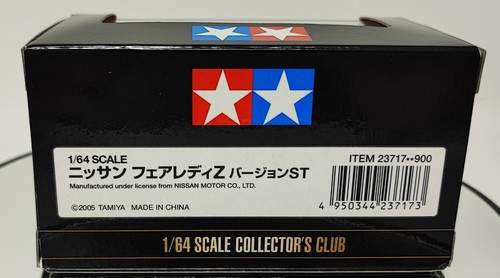 1/64 SCALE
ITEM 23717**900
ニッサン フェアレディZ バージョンST
Manufactured under license from NISSAN MOTOR CO., LTD.
©2005 TAMIYA MADE IN CHINA
4 950344 237173
1/64 SCALE COLLECTOR'S CLUB